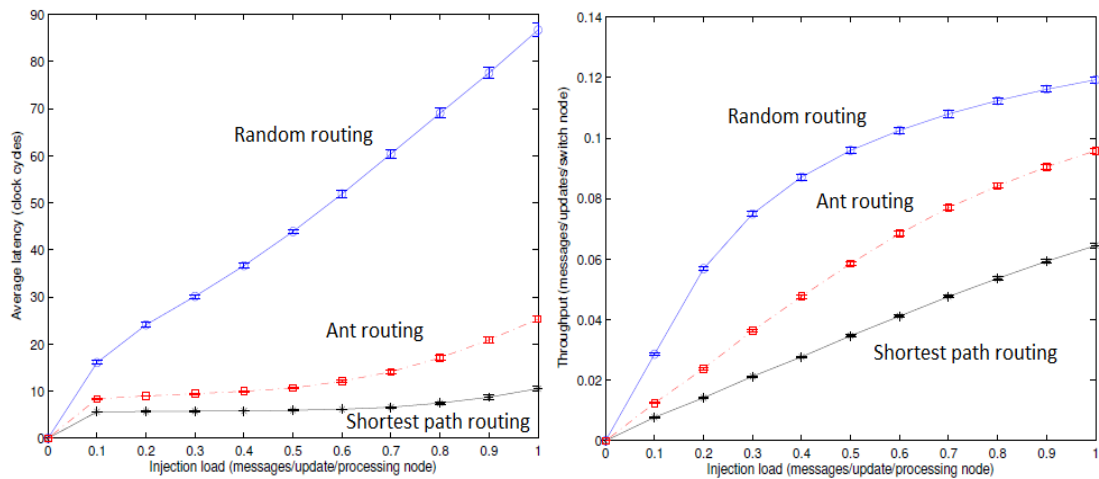 90
80
70
60
50
40
30
20
10
0
Average latency (clock cycles)
Random routing
Ant routing
Shortest path routing
0 0.1 0.2 0.3 0.4 0.5 0.6 0.7 0.8 0.9 1
Injection load (messages/update/processing node)
0.14
0.12
0.1
0.08
0.06
0.04
0.02
0
Throughput (messages/updates/switch node)
Random routing
Ant routing
Shortest path routing
0 0.1 0.2 0.3 0.4 0.5 0.6 0.7 0.8 0.9 1
Injection load (messages/update/processing node)